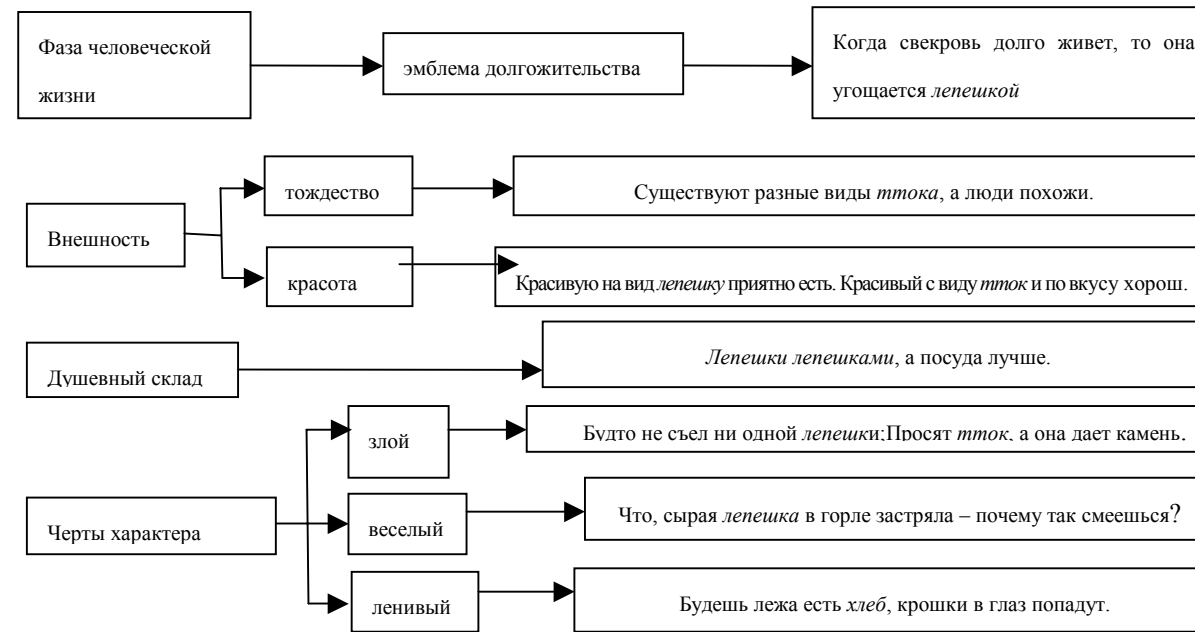 Фаза человеческой
жизни
эмблема долгожительства
Когда свекровь долго живет, то она
угощается лепешкой
Внешность
тождество
Существуют разные виды ттока, а люди похожи.
красота
Красивую на вид лепешку приятно есть. Красивый с виду тток и по вкусу хорош.
Душевный склад
Лепешки лепешками, а посуда лучше.
Черты характера
злой
Будто не съел ни одной лепешки;Просят тток, а она дает камень.
веселый
Что, сырая лепешка в горле застряла – почему так смеешься?
ленивый
Будешь лежа есть хлеб, крошки в глаз попадут.